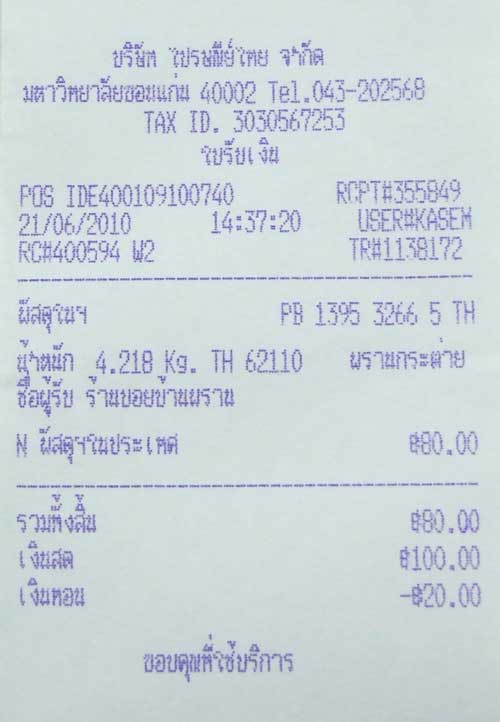 บริษัท ไปรษณีย์ไทย จำกัด
มหาวิทยาลัยขอนแก่น 40002 Tel.043-202568
TAX ID. 3030567253
ใบรับเงิน
POS IDE400109100740 RCPT#355849
21/06/2010 14:37:20 USER#KASEM
RC#400594 W2 TR#1138172
พัสดุในฯ PB 1395 3266 5 TH
น้ำหนัก 4.218 Kg. TH 62110 พรานกระต่าย
ชื่อผู้รับ ร้านบอยบ้านพราน
N พัสดุฯในประเทศ ฿80.00
รวมทั้งสิ้น ฿80.00
เงินสด ฿100.00
เงินทอน -฿20.00
ขอบคุณที่ใช้บริการ